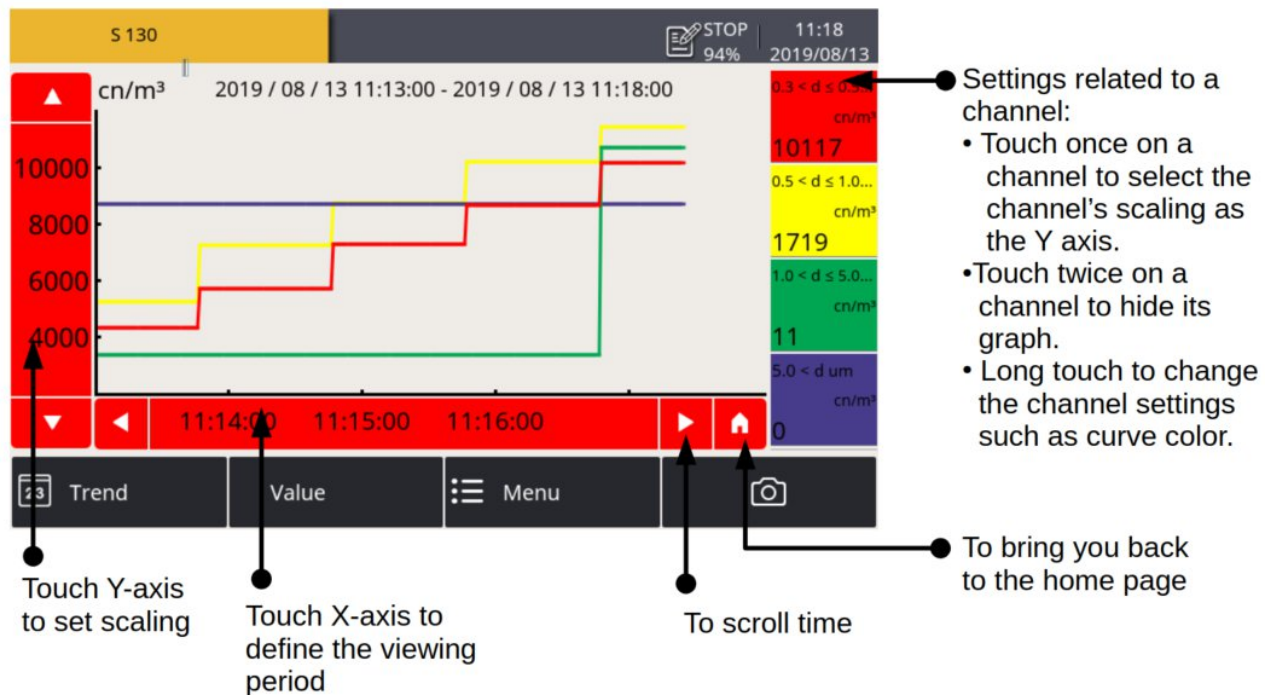 S 130
STOP
94%
11:18
2019/08/13
cn/m³
2019 / 08 / 13 11:13:00 - 2019 / 08 / 13 11:18:00
10000
8000
6000
4000
11:14:00 11:15:00 11:16:00
0.3 < d ≤ 0.5...
cn/m³
10117
0.5 < d ≤ 1.0...
cn/m³
1719
1.0 < d ≤ 5.0...
cn/m³
11
5.0 < d um
cn/m³
0
23 Trend
Value
Menu
Settings related to a
channel:
• Touch once on a
channel to select the
channel's scaling as
the Y axis.
•Touch twice on a
channel to hide its
graph.
• Long touch to change
the channel settings
such as curve color.
To bring you back
to the home page
To scroll time
Touch X-axis to
define the viewing
period
Touch Y-axis
to set scaling